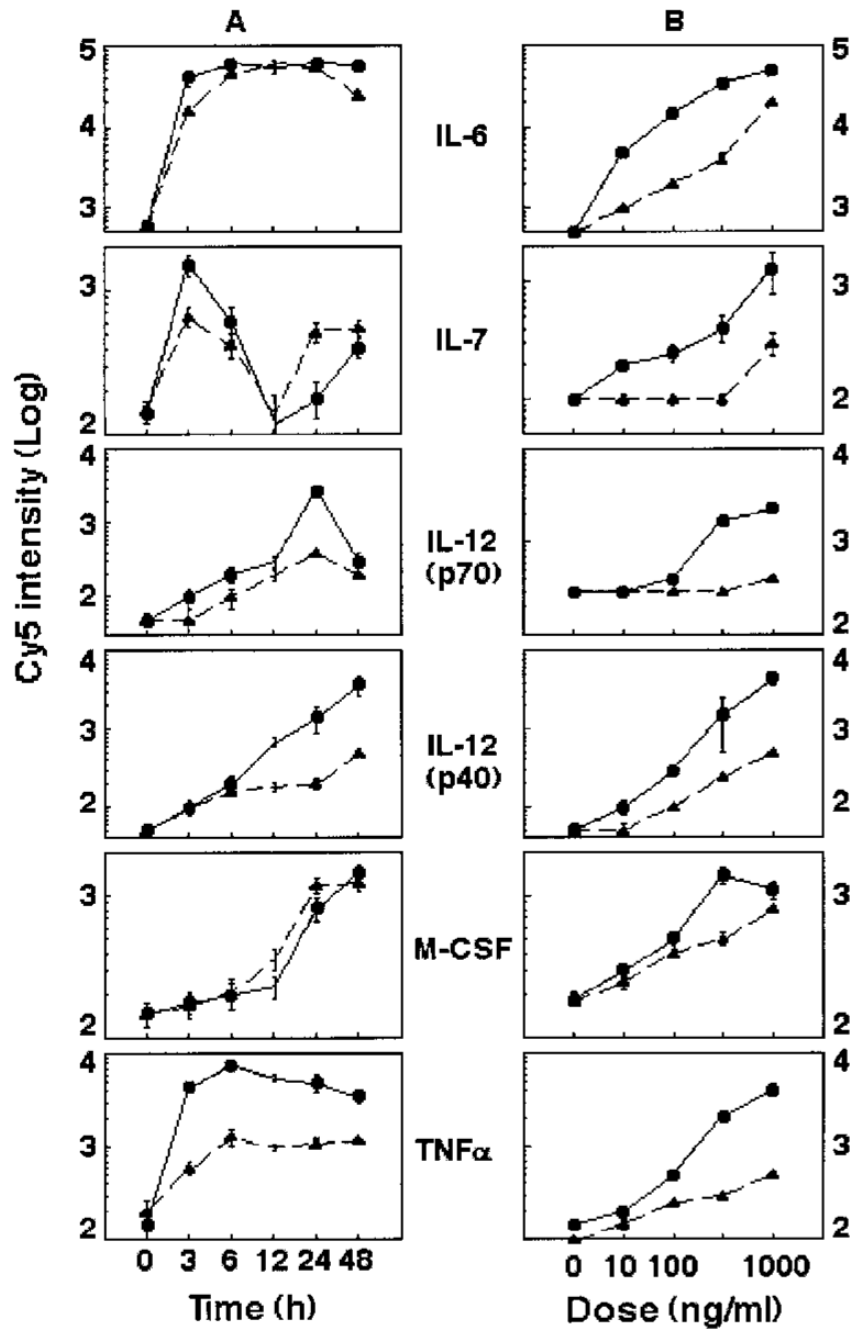 A
B
5
4
3
IL-6
5
4
3
3
2
IL-7
3
2
Cy5 intensity (Log)
4
3
2
IL-12
(p70)
4
3
2
4
3
2
IL-12
(p40)
4
3
2
3
2
M-CSF
3
2
4
3
2
TNFα
4
3
2
0 3 6 12 24 48
0 10 100 1000
Time (h)
Dose (ng/ml)